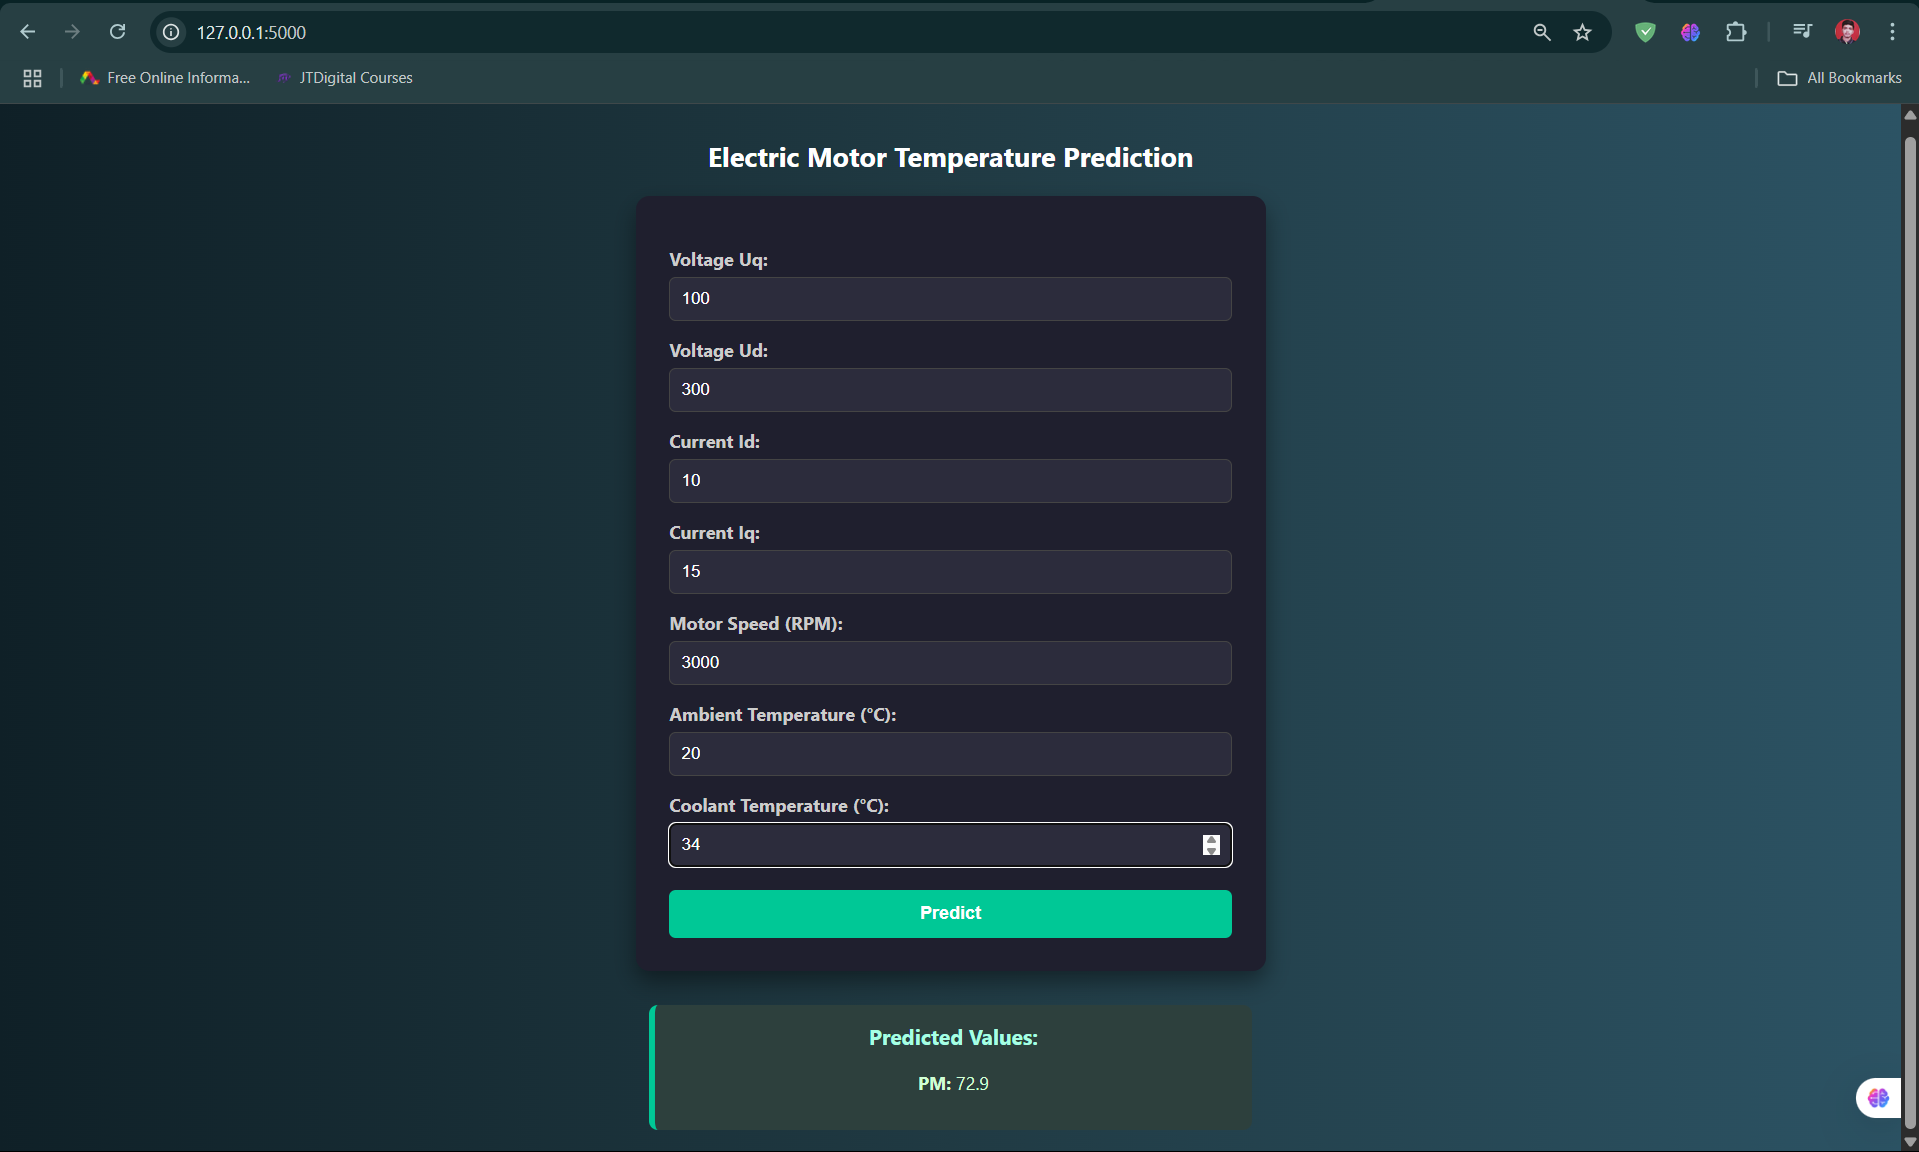 127.0.0.1:5000
Free Online Informa...
JTDigital Courses
All Bookmarks
Electric Motor Temperature Prediction
Voltage Uq:
100
Voltage Ud:
300
Current Id:
10
Current Iq:
15
Motor Speed (RPM):
3000
Ambient Temperature (°C):
20
Coolant Temperature (°C):
34
Predict
Predicted Values:
PM: 72.9